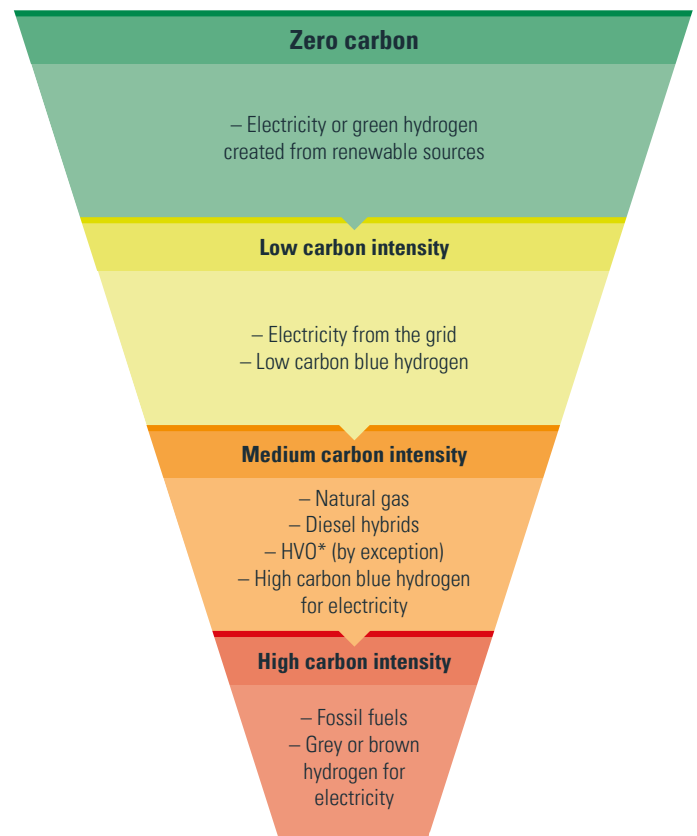 Zero carbon
– Electricity or green hydrogen
created from renewable sources
Low carbon intensity
– Electricity from the grid
– Low carbon blue hydrogen
Medium carbon intensity
– Natural gas
– Diesel hybrids
– HVO* (by exception)
– High carbon blue hydrogen
for electricity
High carbon intensity
– Fossil fuels
– Grey or brown
hydrogen for
electricity